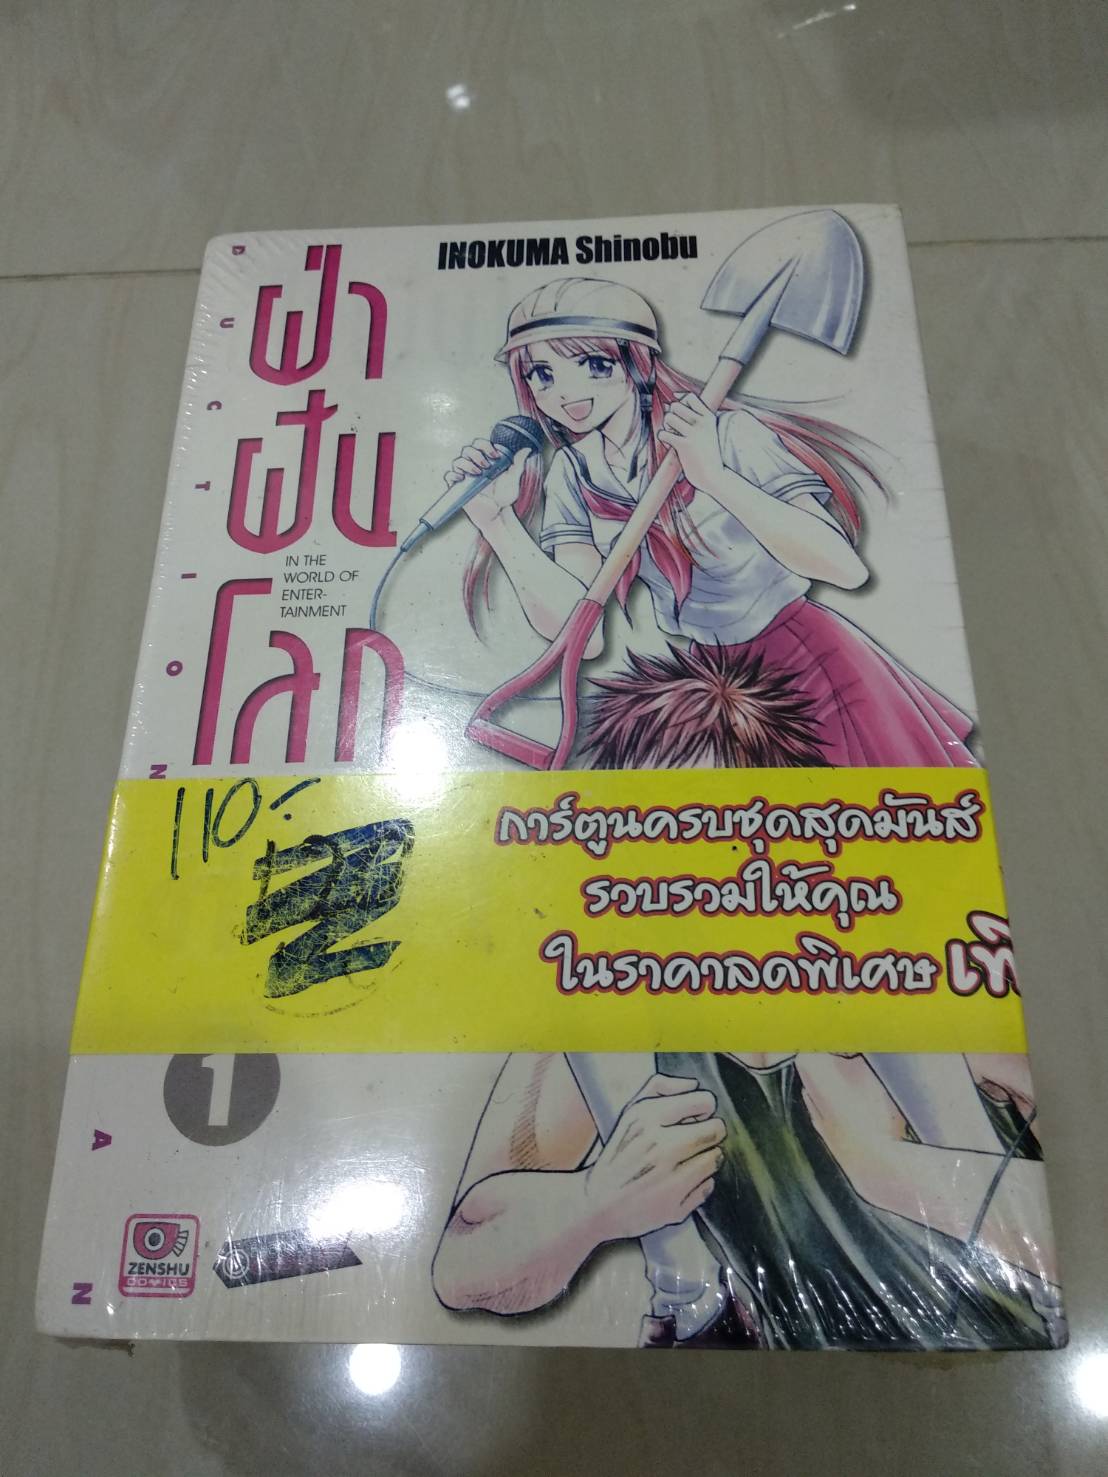 INOKUMA Shinobu
ฝ่า
ฝัน
IN THE
WORLD OF
ENTER-
TAINMENT
โลก
D U C T I O N
110.-
การ์ตูนครบชุดสุดมันส์
รวบรวมให้คุณ
ในราคาลดพิเศษ
1
A N
ZENSHU
COMICS